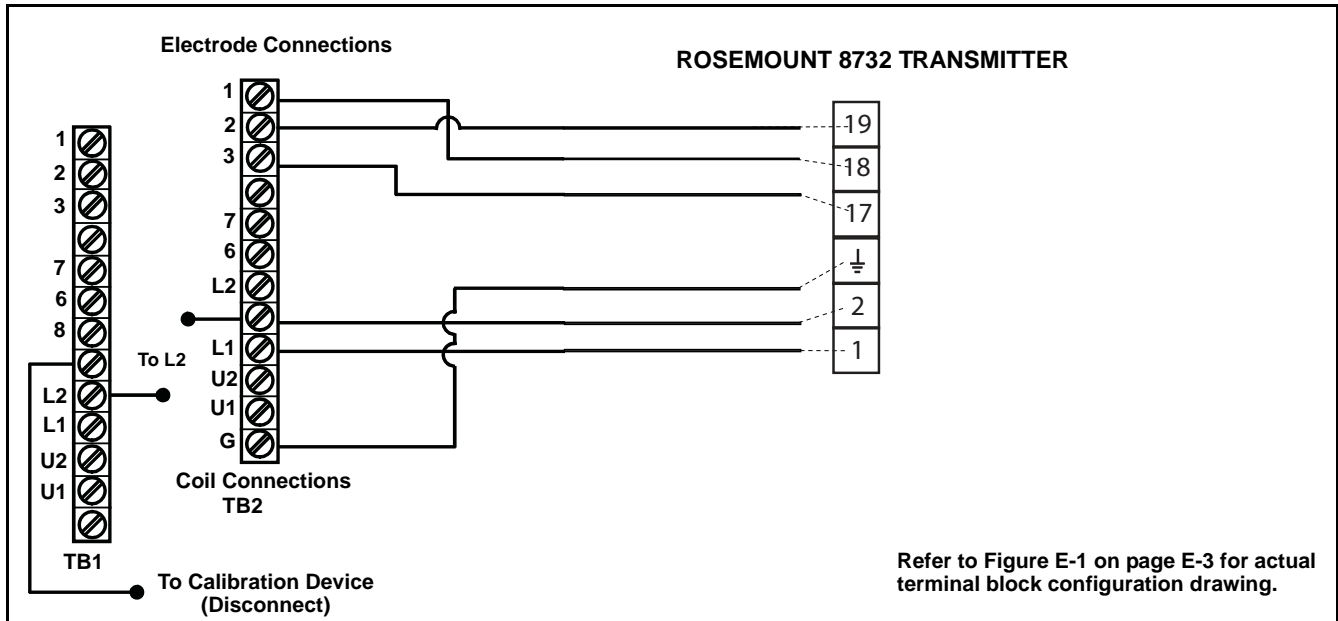 Electrode Connections
ROSEMOUNT 8732 TRANSMITTER
1
2
3
7
6
8
L2
L1
U2
U1
TB1
To L2
To Calibration Device
(Disconnect)
1
2
3
7
6
L2
L1
U2
U1
G
Coil Connections
TB2
19
18
17
2
1
Refer to Figure E-1 on page E-3 for actual
terminal block configuration drawing.